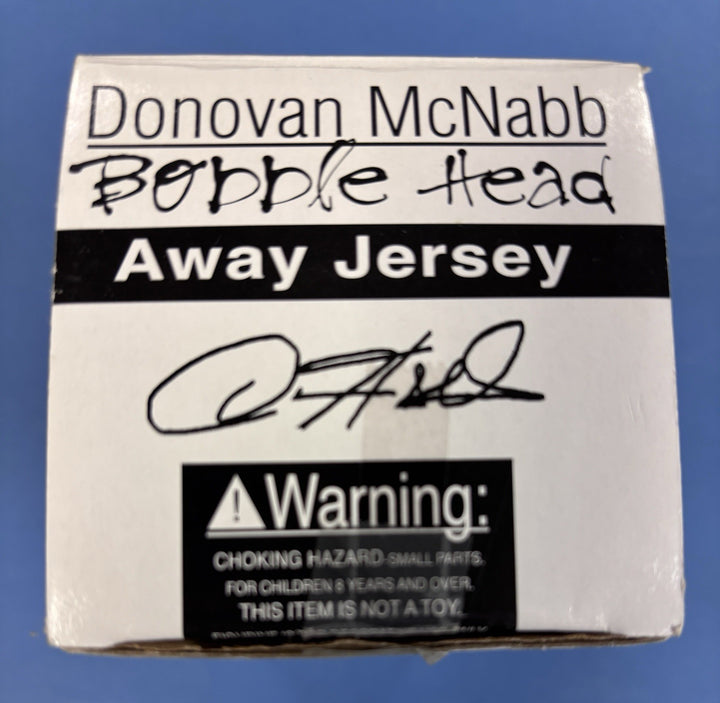 Donovan McNabb
Bobble Head
Away Jersey
Warning:
CHOKING HAZARD-SMALL PARTS.
FOR CHILDREN 8 YEARS AND OVER.
THIS ITEM IS NOT A TOY.